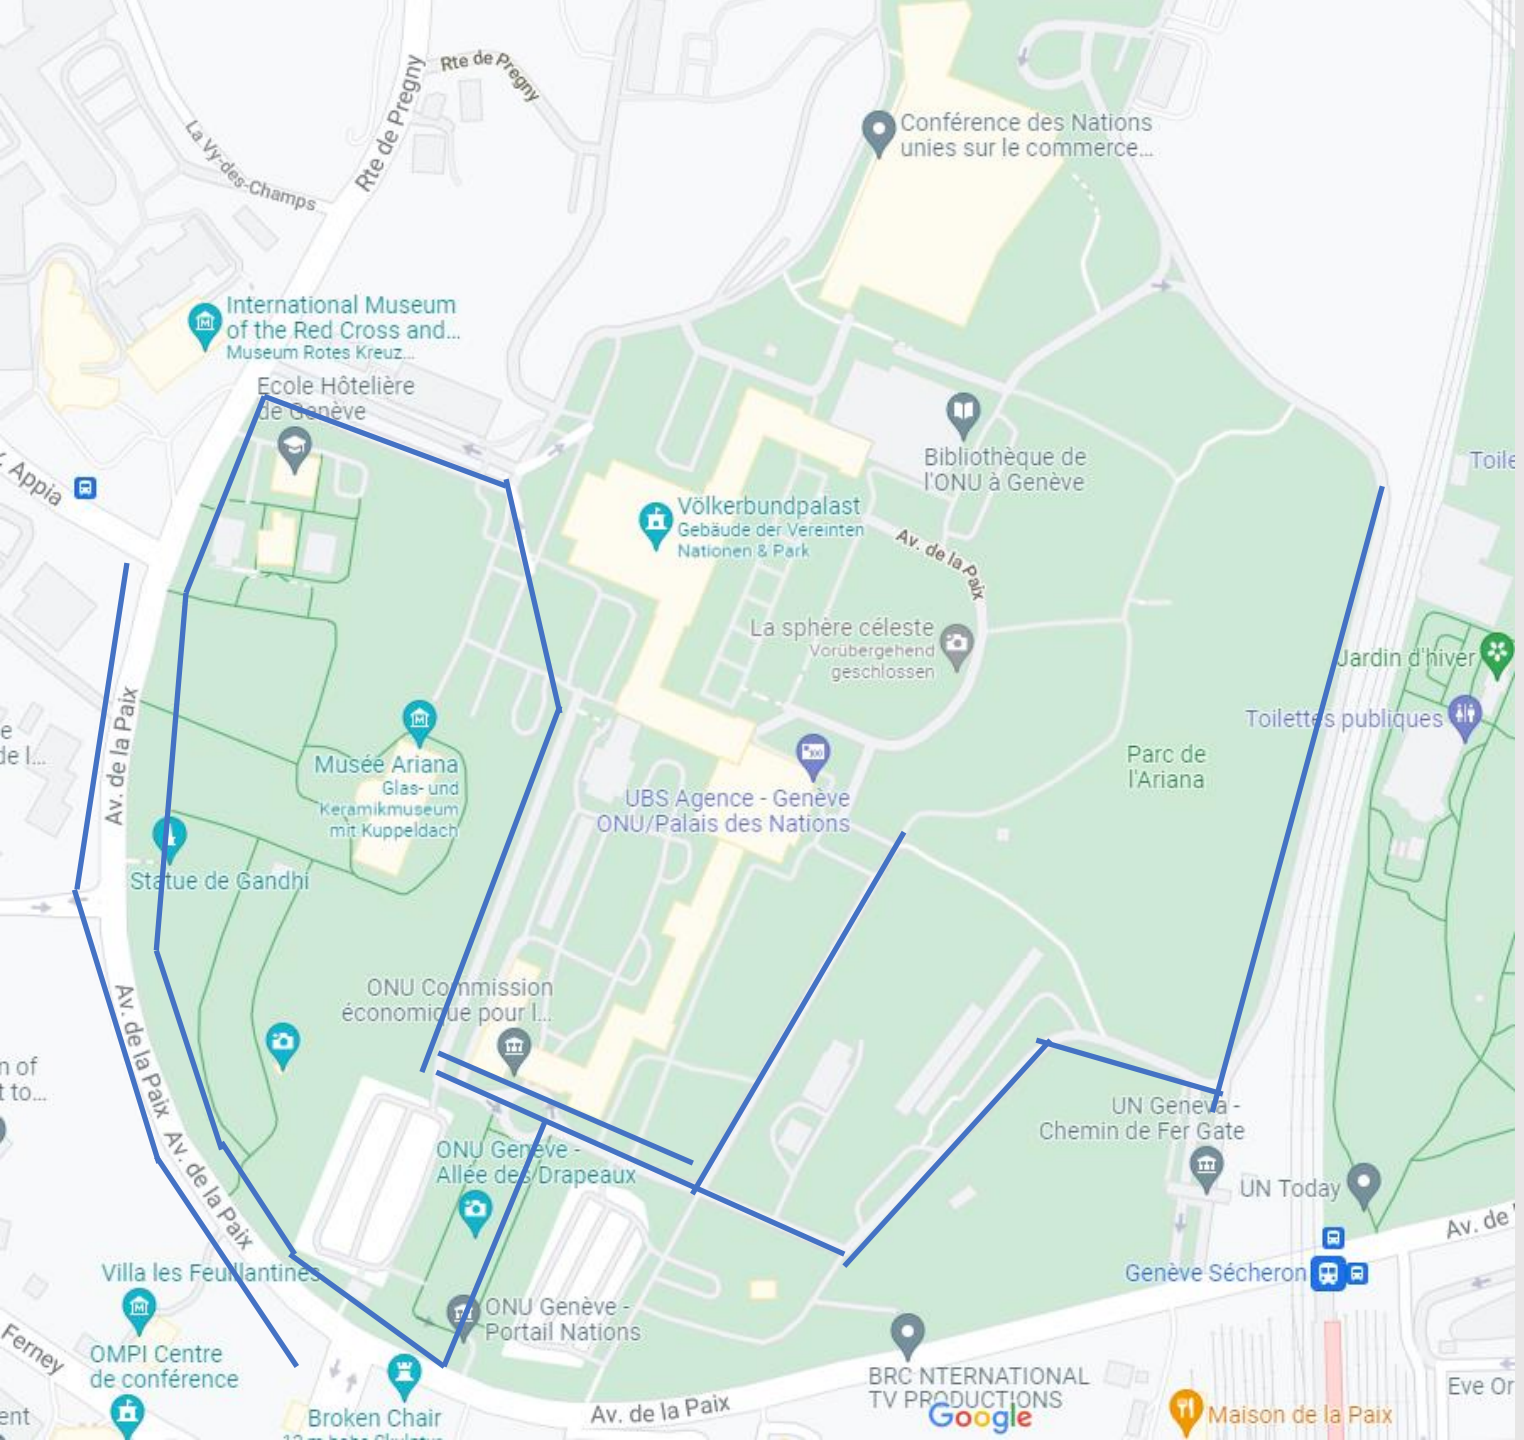 Rte de Pregny
Rte de Pregny
La Vy-des-Champs
Conférence des Nations
unies sur le commerce...
International Museum
of the Red Cross and...
Museum Rotes Kreuz...
Ecole Hôtelière
de Genève
Appia
Bibliothèque de
l'ONU à Genève
Toile
Völkerbundpalast
Gebäude der Vereinten
Nationen & Park
Av. de la Paix
La sphère céleste
Vorübergehend
geschlossen
Jardin d'hiver
Toilettes publiques
e
de l...
Av. de la Paix
Musée Ariana
Glas- und
Keramikmuseum
mit Kuppeldach
Parc de
l'Ariana
UBS Agence - Genève
ONU/Palais des Nations
Statue de Gandhi
ONU Commission
économique pour l...
Av. de la Paix
n of
t to...
UN Geneva -
Chemin de Fer Gate
ONU Genève -
Allée des Drapeaux
Av. de la Paix
UN Today
Av. de
Villa les Feuillantines
Genève Sécheron
ONU Genève -
Portail Nations
Ferney
OMPI Centre
de conférence
BRC NTERNATIONAL
TV PRODUCTIONS
Eve Or
Broken Chair
Av. de la Paix
Google
Maison de la Paix
ent